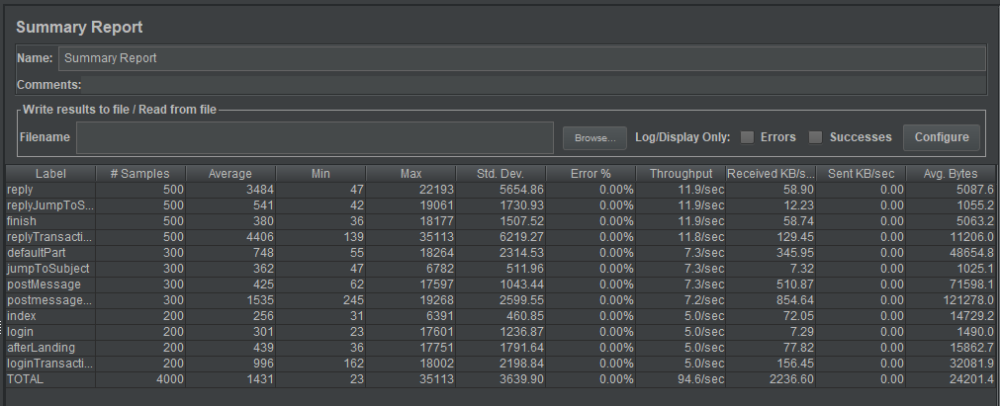 Summary Report
Name: Summary Report
Comments:
Write results to file / Read from file
Filename Browse... Log/Display Only: Errors Successes Configure
Label # Samples Average Min Max Std. Dev. Error % Throughput Received KB/s... Sent KB/sec Avg. Bytes
reply 500 3484 47 22193 5654.86 0.00% 11.9/sec 58.90 0.00 5087.6
replyJumpToS... 500 541 42 19061 1730.93 0.00% 11.9/sec 12.23 0.00 1055.2
finish 500 380 36 18177 1507.52 0.00% 11.9/sec 58.74 0.00 5063.2
replyTransacti... 500 4406 139 35113 6219.27 0.00% 11.8/sec 129.45 0.00 11206.0
defaultPart 300 748 55 18264 2314.53 0.00% 7.3/sec 345.95 0.00 48654.8
jumpToSubject 300 362 47 6782 511.96 0.00% 7.3/sec 7.32 0.00 1025.1
postMessage 300 425 62 17597 1043.44 0.00% 7.3/sec 510.87 0.00 71598.1
postmessage... 300 1535 245 19268 2599.55 0.00% 7.2/sec 854.64 0.00 121278.0
index 200 256 31 6391 460.85 0.00% 5.0/sec 72.05 0.00 14729.2
login 200 301 23 17601 1236.87 0.00% 5.0/sec 7.29 0.00 1490.0
afterLanding 200 439 36 17751 1791.64 0.00% 5.0/sec 77.82 0.00 15862.7
loginTransacti... 200 996 162 18002 2198.84 0.00% 5.0/sec 156.45 0.00 32081.9
TOTAL 4000 1431 23 35113 3639.90 0.00% 94.6/sec 2236.60 0.00 24201.4